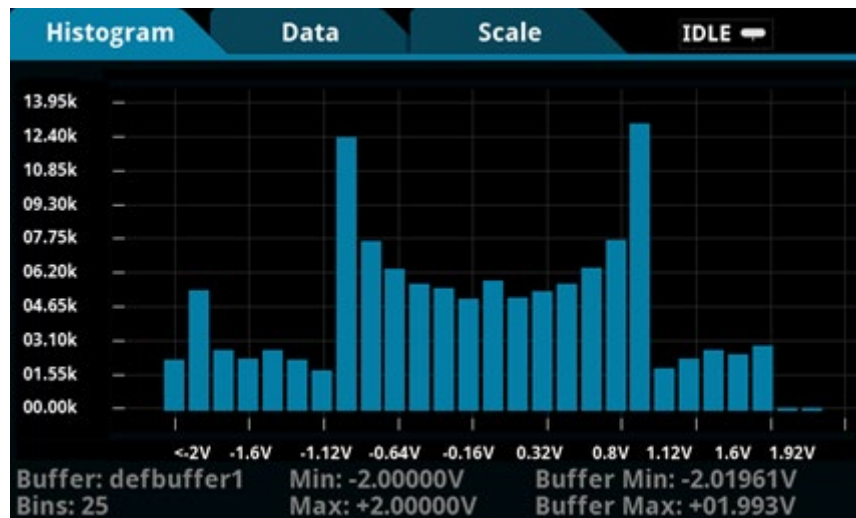 Histogram Data Scale IDLE
13.95k
12.40k
10.85k
09.30k
07.75k
06.20k
04.65k
03.10k
01.55k
00.00k
<-2V -1.6V -1.12V -0.64V -0.16V 0.32V 0.8V 1.12V 1.6V 1.92V
Buffer: defbuffer1 Min: -2.00000V Buffer Min: -2.01961V
Bins: 25 Max: +2.00000V Buffer Max: +01.993V